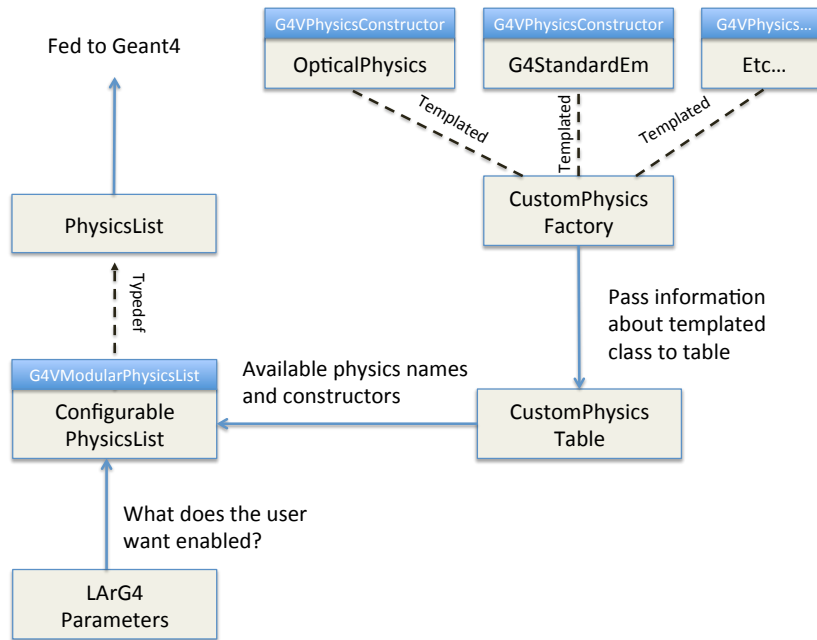 Fed to Geant4
G4VPhysicsConstructor
OpticalPhysics
G4VPhysicsConstructor
G4StandardEm
G4VPhysics...
Etc...
Templated
Templated
Templated
PhysicsList
CustomPhysics
Factory
Typedef
Pass information
about templated
class to table
G4VModularPhysicsList
Configurable
PhysicsList
Available physics names
and constructors
CustomPhysics
Table
What does the user
want enabled?
LArG4
Parameters